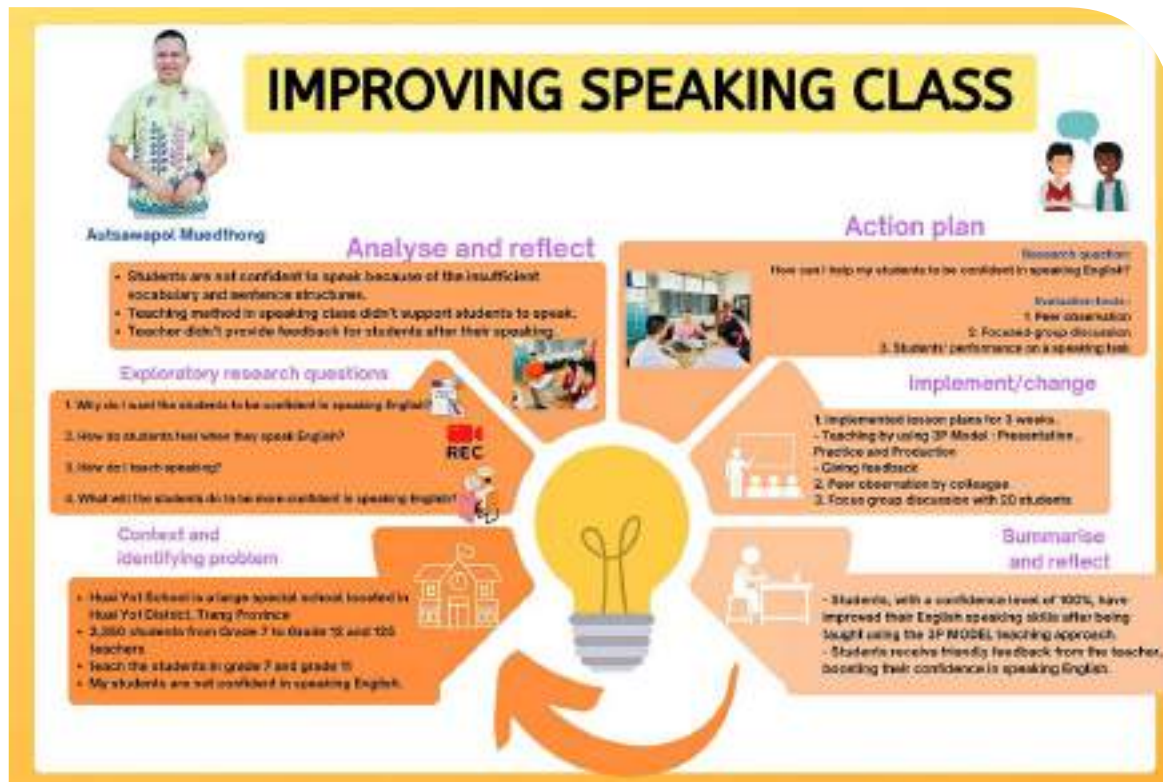 IMPROVING SPEAKING CLASS
Autsawapol Muedthong
Analyse and reflect
• Students are not confident to speak because of the insufficient
vocabulary and sentence structures.
• Teaching method in speaking class didn't support students to speak.
• Teacher didn't provide feedback for students after their speaking.
Exploratory research questions
1. Why do I want the students to be confident in speaking English?
2. How do students feel when they speak English?
3. How do I teach speaking?
4. What will the students do to be more confident in speaking English?
REC
Context and
identifying problem
• Huai Yot School is a large special school located in
Huai Yot District, Trang Province
• students from Grade 7 to Grade 12 and
teachers
• teach the students in grade 7 and grade 11
• My students are not confident in speaking English.
Action plan
Research question:
How can I help my students to be confident in speaking English?
Evaluation tools :
1. Peer observation
2. Focused-group discussion
3. Students' performance on a speaking task
Implement/change
1. Implemented lesson plans for 3 weeks.
- Teaching by using 3P Model : Presentation ,
Practice and Production
- Giving feedback
2. Peer observation by colleague
3. Focus group discussion with 20 students
Summarise
and reflect
- Students, with a confidence level of 100%, have
improved their English speaking skills after being
taught using the 3P MODEL teaching approach.
- Students receive friendly feedback from the teacher,
boosting their confidence in speaking English.